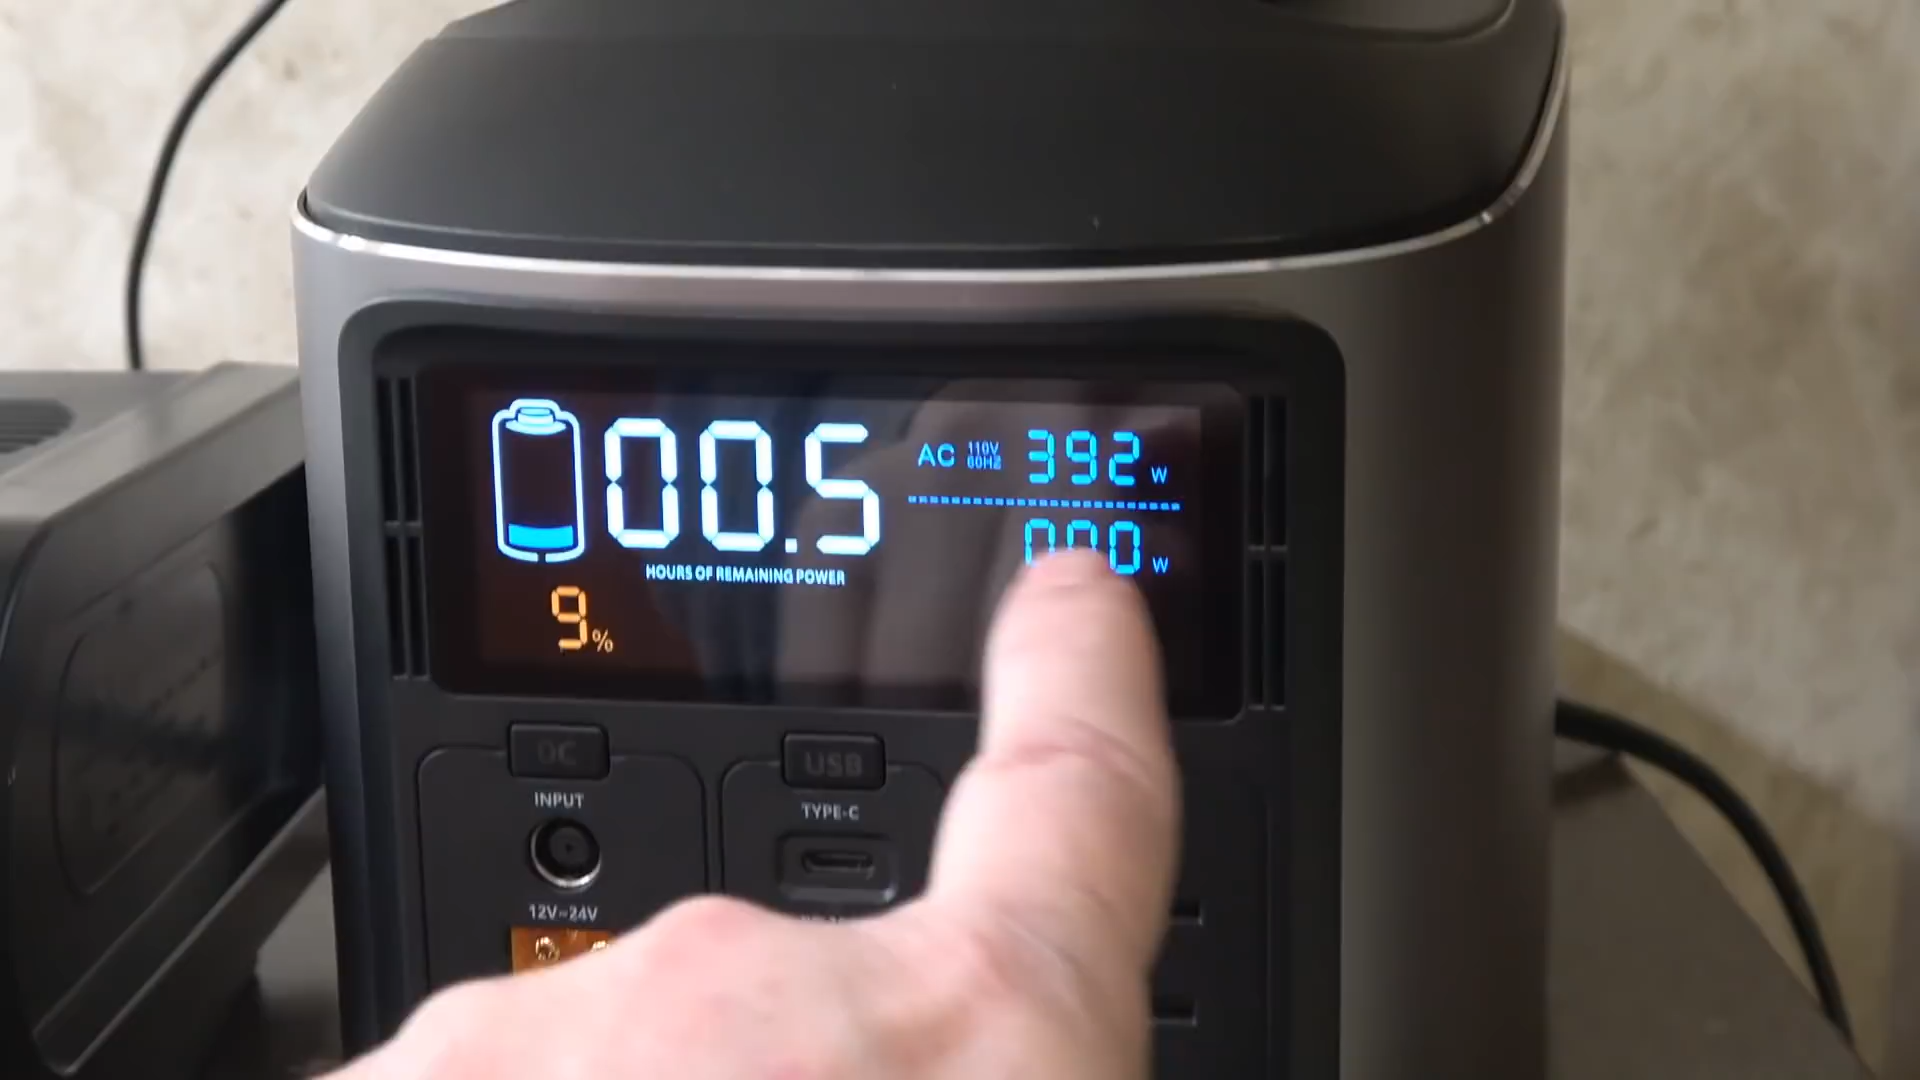 00.5
HOURS OF REMAINING POWER
9%
AC 110V 60HZ 392 W
000 W
DC
INPUT
12V-24V
USB
TYPE-C